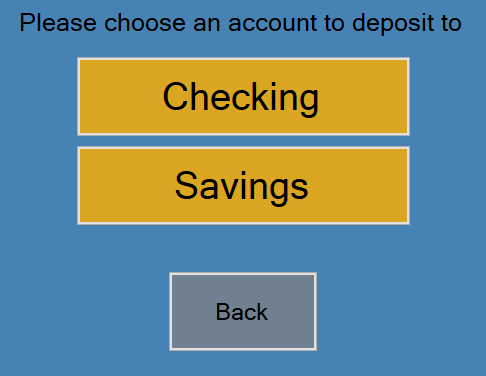 Please choose an account to deposit to
Checking
Savings
Back